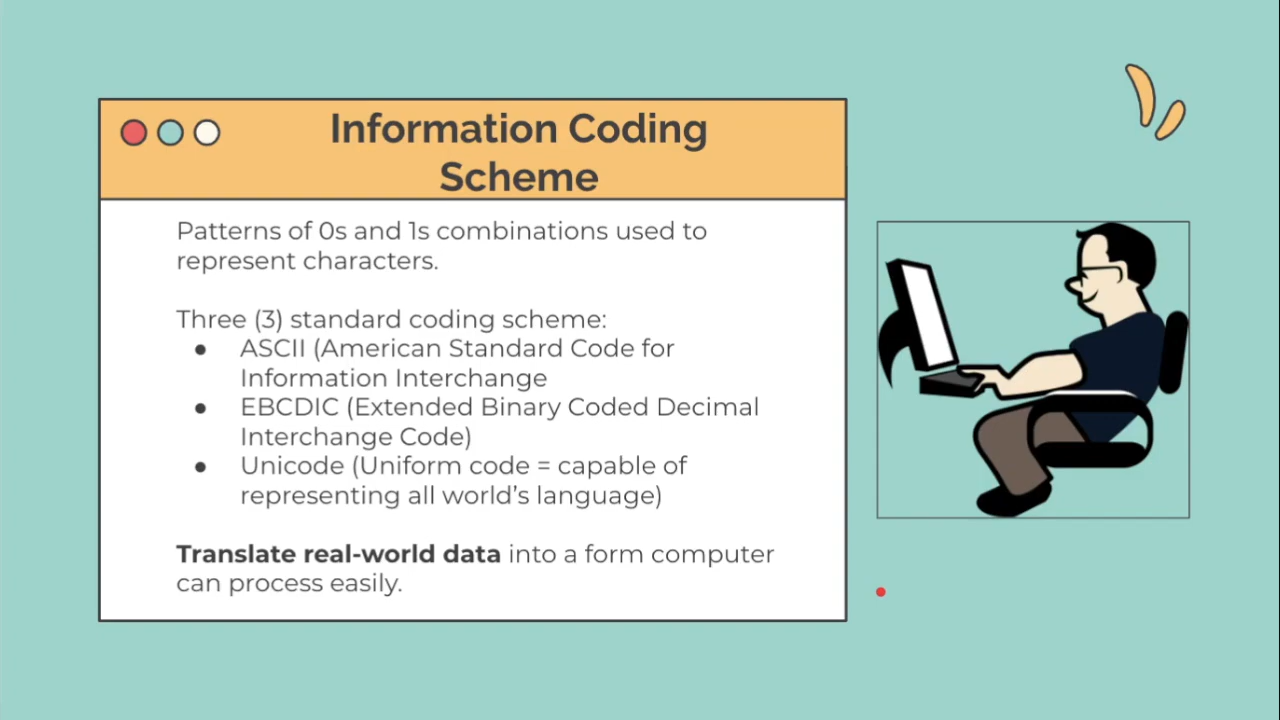 Information Coding
Scheme
Patterns of 0s and 1s combinations used to
represent characters.
Three (3) standard coding scheme:
● ASCII (American Standard Code for
Information Interchange
● EBCDIC (Extended Binary Coded Decimal
Interchange Code)
● Unicode (Uniform code = capable of
representing all world’s language)
Translate real-world data into a form computer
can process easily.